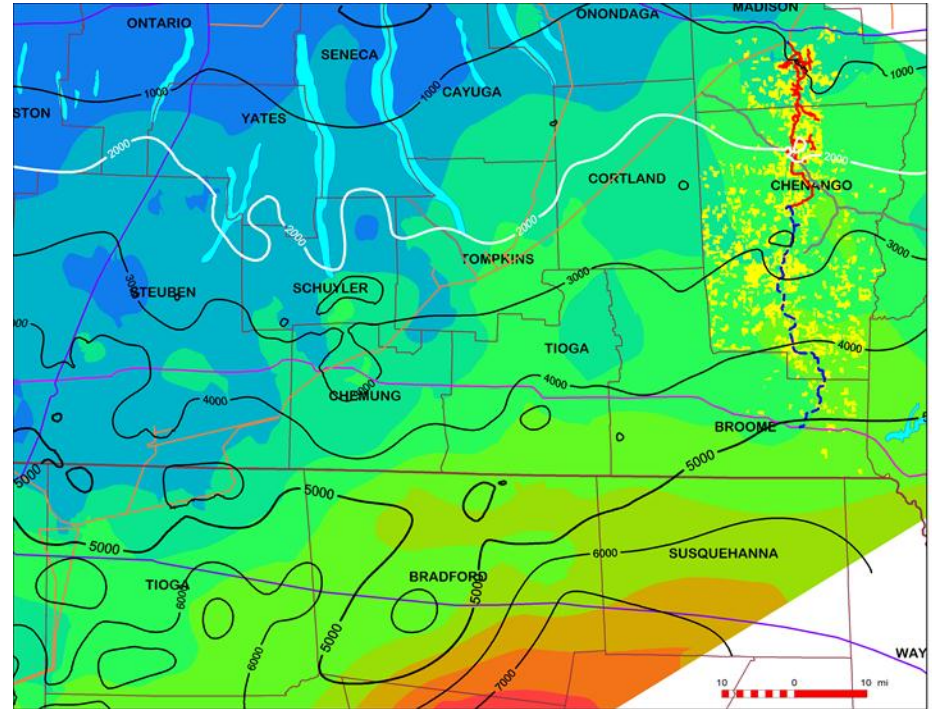 ONTARIO
ONONDAGA
MADISON
SENECA
1000
1000
CAYUGA
1000
STON
YATES
2000
2000
CORTLAND
CHENANGO
2000
2000
3000
TOMPKINS
3000
STEUBEN
SCHUYLER
3000
TIOGA
4000
4000
CHEMUNG
4000
BROOME
5000
5000
5000
5000
6000
SUSQUEHANNA
TIOGA
BRADFORD
6000
5000
5000
6000
7000
WAY
10 0 10 mi